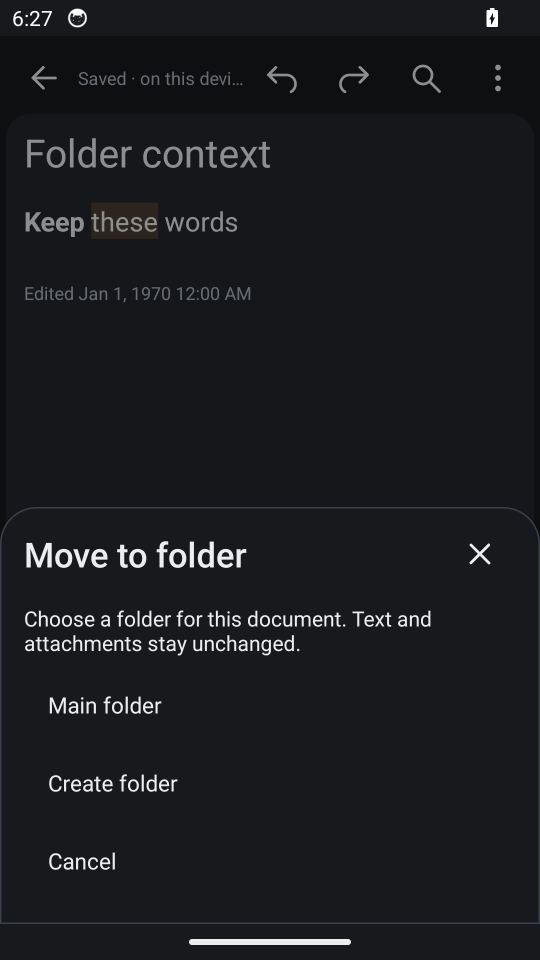 6:27
Saved · on this devi…
Folder context
Keep these words
Edited Jan 1, 1970 12:00 AM
Move to folder
Choose a folder for this document. Text and
attachments stay unchanged.
Main folder
Create folder
Cancel